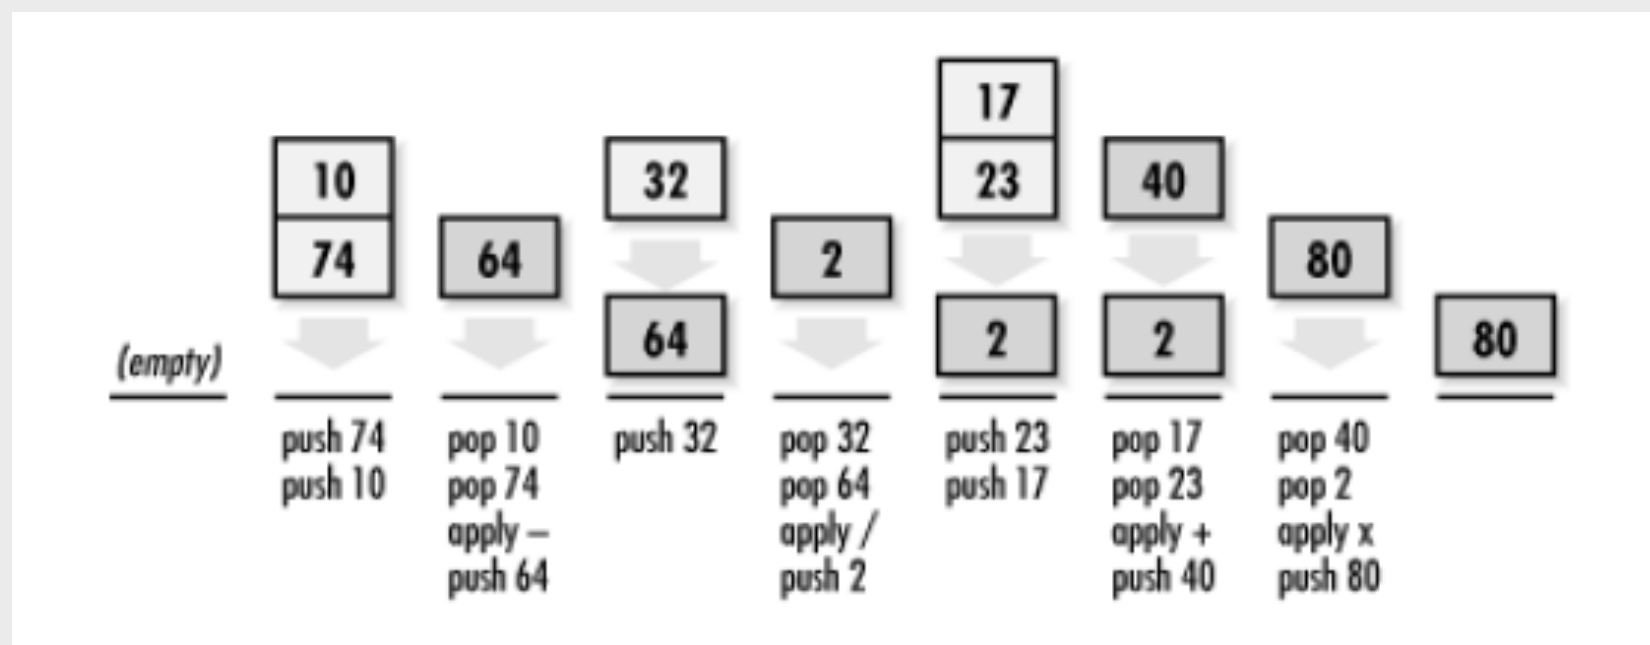 (empty)
10
74
push 74
push 10
64
pop 10
pop 74
apply –
push 64
32
64
push 32
2
pop 32
pop 64
apply /
push 2
17
23
2
push 23
push 17
40
2
pop 17
pop 23
apply +
push 40
80
pop 40
pop 2
apply x
push 80
80